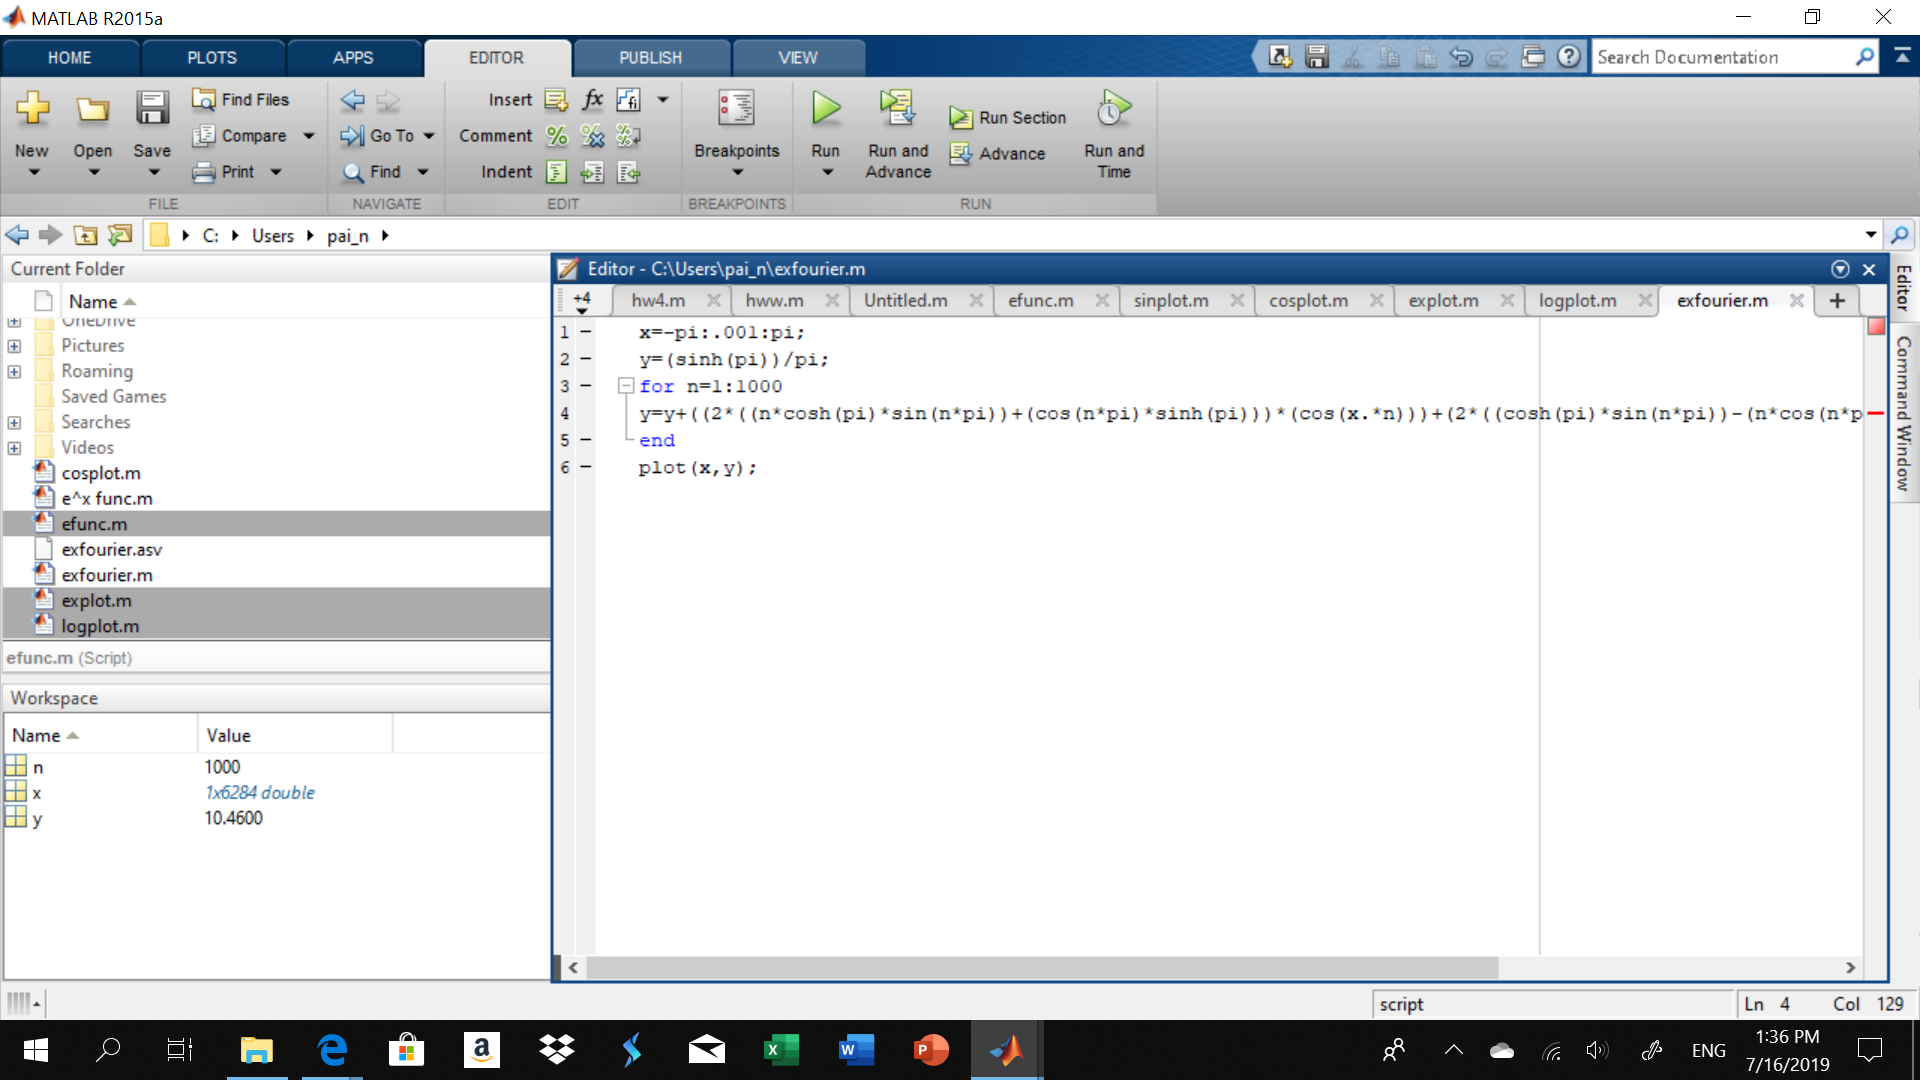 MATLAB R2015a
HOME PLOTS APPS EDITOR PUBLISH VIEW Search Documentation
New Open Save Find Files Compare Print
FILE
Go To Find
NAVIGATE
Insert fx Comment Indent
EDIT
Breakpoints
BREAKPOINTS
Run Run and Advance Run Section Advance Run and Time
RUN
C: Users pai_n
Current Folder
Name
OneDrive
Pictures
Roaming
Saved Games
Searches
Videos
cosplot.m
e^x func.m
efunc.m
exfourier.asv
exfourier.m
explot.m
logplot.m
efunc.m (Script)
Workspace
Name Value
n 1000
x 1x6284 double
y 10.4600
Editor - C:\Users\pai_n\exfourier.m
+4 hw4.m hww.m Untitled.m efunc.m sinplot.m cosplot.m explot.m logplot.m exfourier.m
1 x=-pi:.001:pi;
2 y=(sinh(pi))/pi;
3 for n=1:1000
4 y=y+((2*((n*cosh(pi)*sin(n*pi))+(cos(n*pi)*sinh(pi)))*(cos(x.*n)))+(2*((cosh(pi)*sin(n*pi))-(n*cos(n*p
5 end
6 plot(x,y);
Editor
Command Window
script Ln 4 Col 129
ENG
1:36 PM
7/16/2019